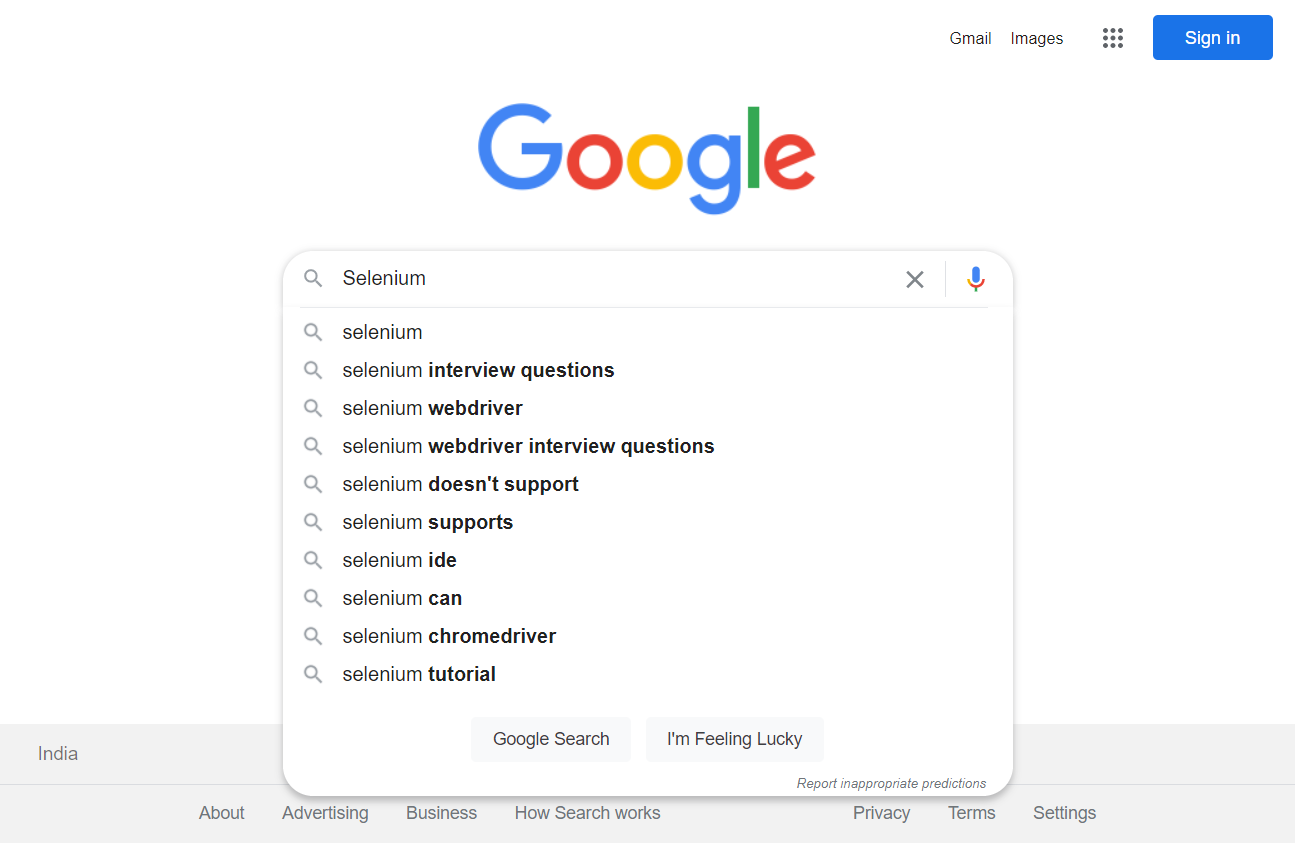 Gmail Images Sign in
Google
Selenium
selenium
selenium interview questions
selenium webdriver
selenium webdriver interview questions
selenium doesn't support
selenium supports
selenium ide
selenium can
selenium chromedriver
selenium tutorial
Google Search I'm Feeling Lucky
India
Report inappropriate predictions
About Advertising Business How Search works Privacy Terms Settings